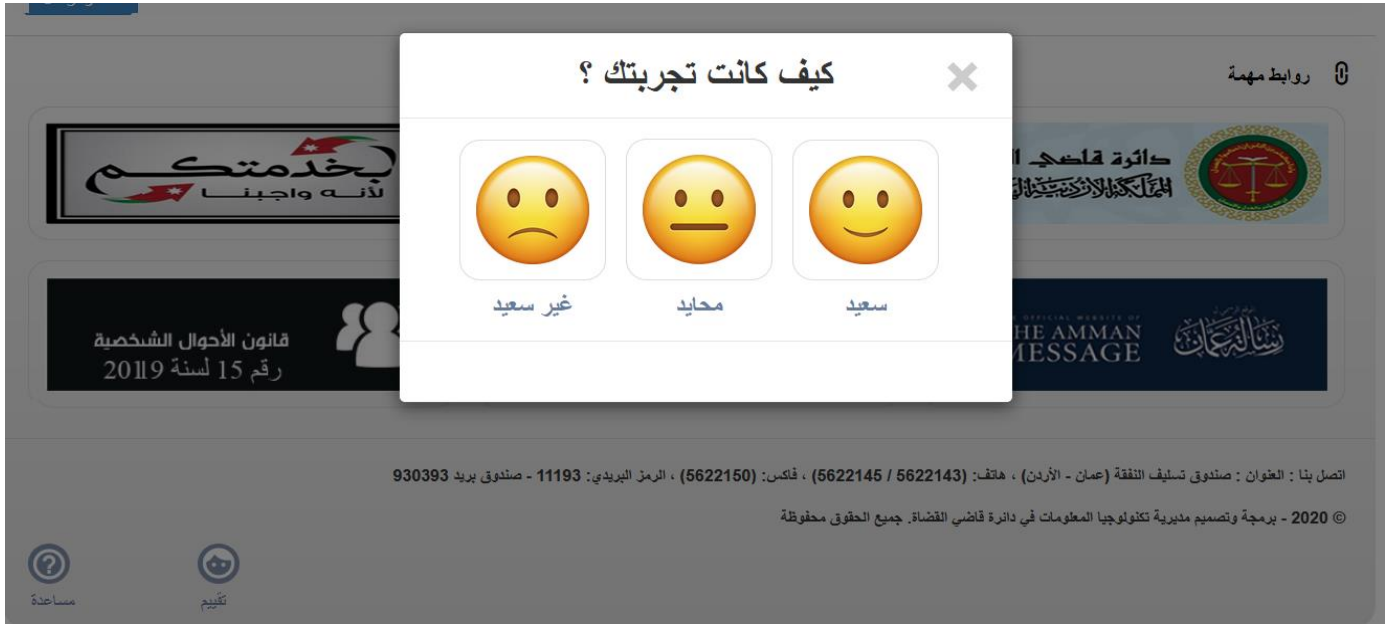 كيف كانت تجربتك ؟
سعيد
محايد
غير سعيد
روابط مهمة
دائرة قاضي
بخدمتكم
لأنه واجبنا
THE AMMAN
MESSAGE
رسالة عمان
قانون الأحوال الشخصية
رقم 15 لسنة 2019
اتصل بنا : العنوان : صندوق تسليف النفقة (عمان - الأردن) ، هاتف: (5622143 / 5622145) ، فاكس: (5622150) ، الرمز البريدي: 11193 - صندوق بريد 930393
© 2020 - برمجة وتصميم مديرية تكنولوجيا المعلومات في دائرة قاضي القضاة. جميع الحقوق محفوظة
تقييم
مساعدة